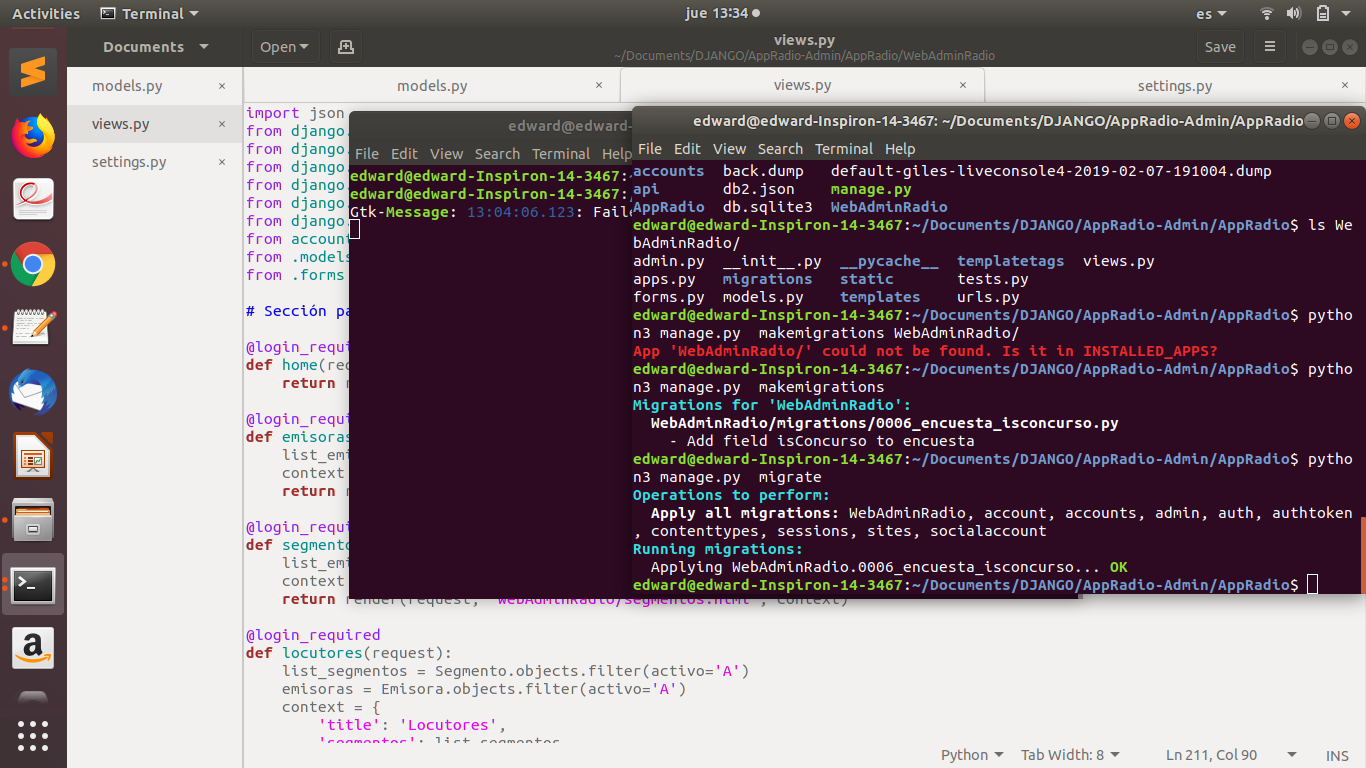 Activities Terminal jue 13:34 es
Documents Open views.py Save
~/Documents/DJANGO/AppRadio-Admin/AppRadio/WebAdminRadio
models.py
views.py
settings.py
models.py views.py settings.py
import json
from django.
from django.
from django.
from django.
from django.
from django.
from account
from .models
from .forms
# Sección pa
@login_requi
def home(req
return r
@login_requi
def emisoras
list_emi
context
return r
@login_requi
def segmento
list_emi
context
return render(request, "webAdminRadio/segmentos.html", context)
@login_required
def locutores(request):
list_segmentos = Segmento.objects.filter(activo='A')
emisoras = Emisora.objects.filter(activo='A')
context = {
'title': 'Locutores',
'segmentos': list_segmentos
edward@edward-
File Edit View Search Terminal Help
edward@edward-Inspiron-14-3467:
edward@edward-Inspiron-14-3467:
Gtk-Message: 13:04:06.123: Faile
edward@edward-Inspiron-14-3467: ~/Documents/DJANGO/AppRadio-Admin/AppRadio
File Edit View Search Terminal Help
accounts back.dump default-giles-liveconsole4-2019-02-07-191004.dump
api db2.json manage.py
AppRadio db.sqlite3 WebAdminRadio
edward@edward-Inspiron-14-3467:~/Documents/DJANGO/AppRadio-Admin/AppRadio$ ls We
bAdminRadio/
admin.py __init__.py __pycache__ templatetags views.py
apps.py migrations static tests.py
forms.py models.py templates urls.py
edward@edward-Inspiron-14-3467:~/Documents/DJANGO/AppRadio-Admin/AppRadio$ pytho
n3 manage.py makemigrations WebAdminRadio/
App 'WebAdminRadio/' could not be found. Is it in INSTALLED_APPS?
edward@edward-Inspiron-14-3467:~/Documents/DJANGO/AppRadio-Admin/AppRadio$ pytho
n3 manage.py makemigrations
Migrations for 'WebAdminRadio':
WebAdminRadio/migrations/0006_encuesta_isconcurso.py
- Add field isConcurso to encuesta
edward@edward-Inspiron-14-3467:~/Documents/DJANGO/AppRadio-Admin/AppRadio$ pytho
n3 manage.py migrate
Operations to perform:
Apply all migrations: WebAdminRadio, account, accounts, admin, auth, authtoken
, contenttypes, sessions, sites, socialaccount
Running migrations:
Applying WebAdminRadio.0006_encuesta_isconcurso... OK
edward@edward-Inspiron-14-3467:~/Documents/DJANGO/AppRadio-Admin/AppRadio$
Python Tab Width: 8 Ln 211, Col 90 INS